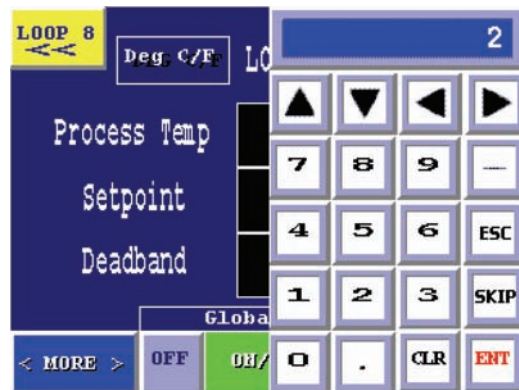 LOOP 8
<<
Deg C/F
LO
Process Temp
Setpoint
Deadband
Globa
< MORE >
OFF
ON/
2
7 8 9 —
4 5 6 ESC
1 2 3 SKIP
0 . CLR ENT